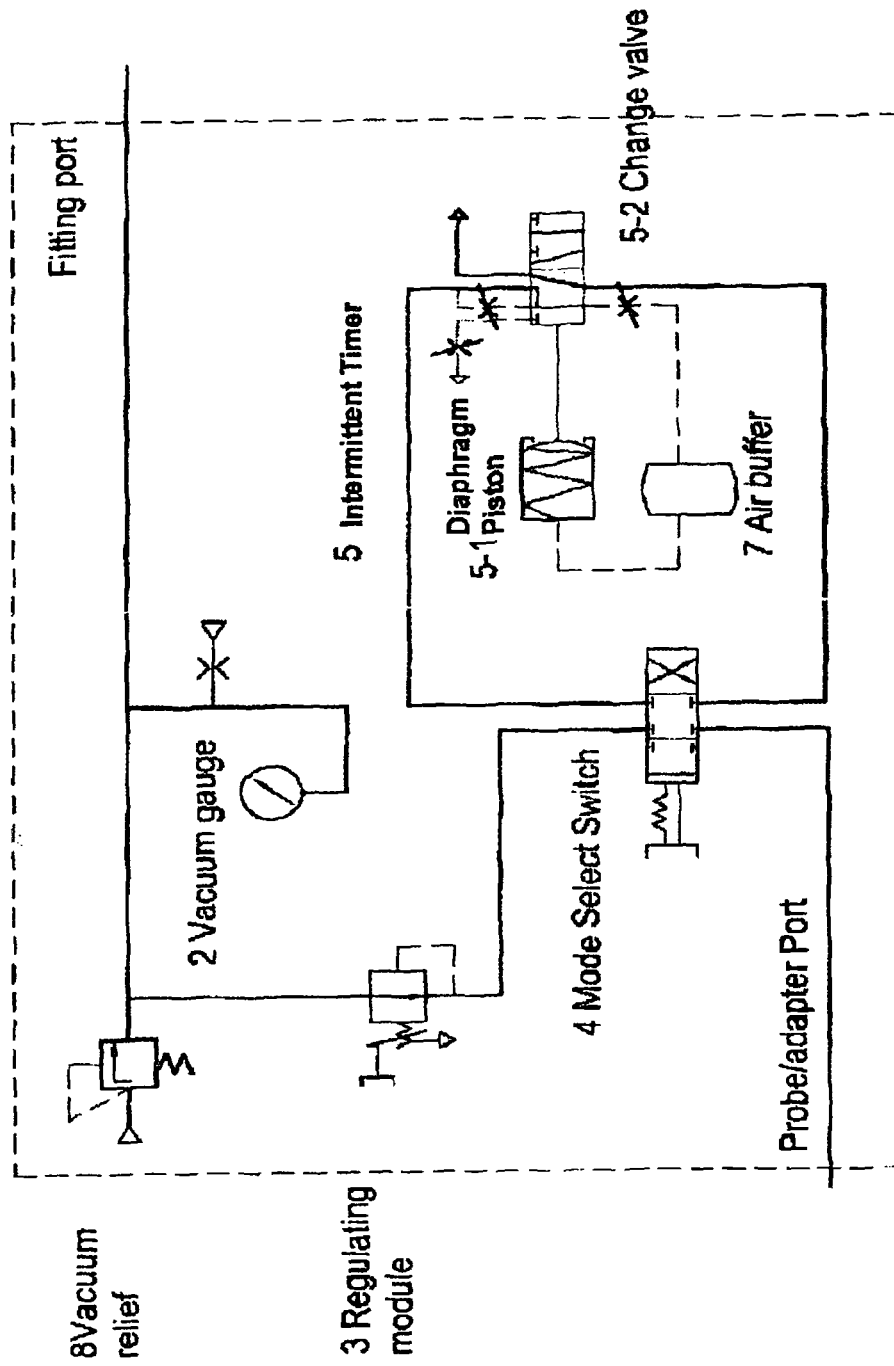 Fitting port
8Vacuum
relief
2 Vacuum gauge
3 Regulating
module
5 Intermittent Timer
Diaphragm
5-1 Piston
5-2 Change valve
7 Air buffer
4 Mode Select Switch
Probe/adapter Port